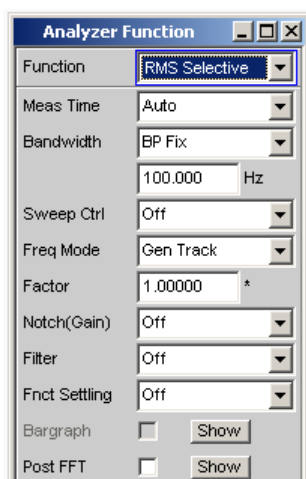 Analyzer Function
Function RMS Selective
Meas Time Auto
Bandwidth BP Fix
100.000 Hz
Sweep Ctrl Off
Freq Mode Gen Track
Factor 1.00000 *
Notch(Gain) Off
Filter Off
Fnct Settling Off
Bargraph Show
Post FFT Show